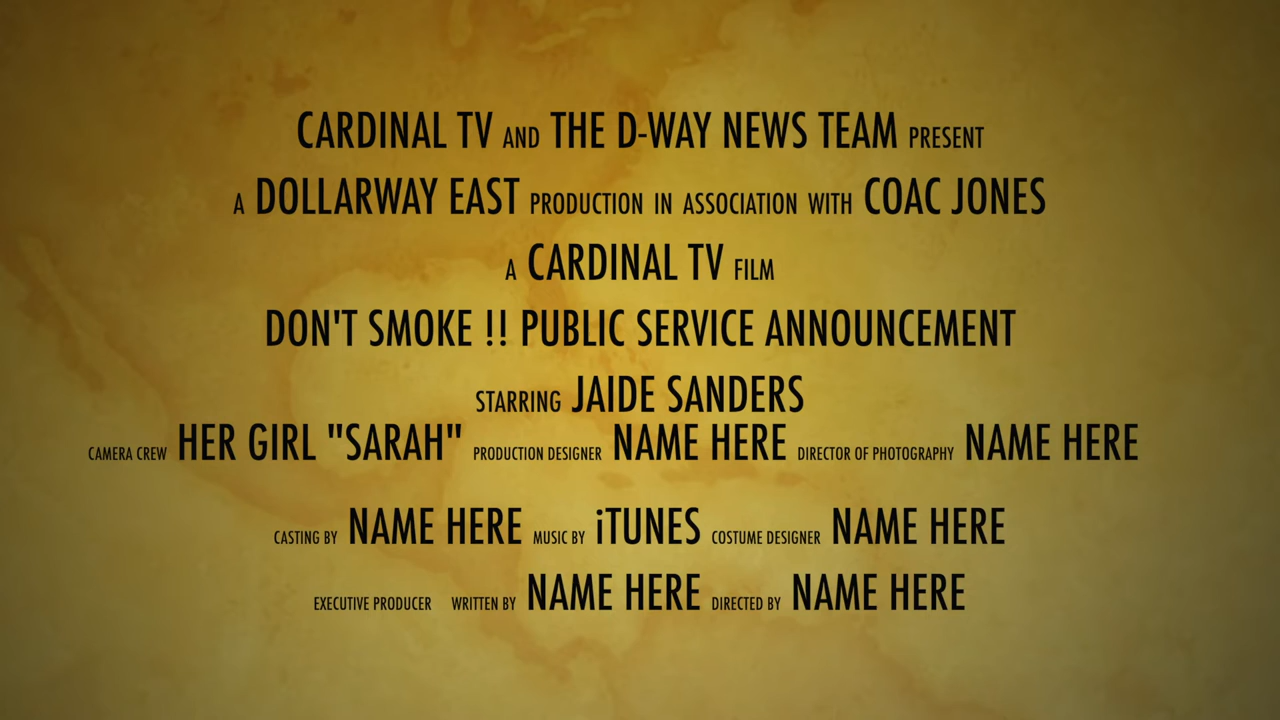 CARDINAL TV AND THE D-WAY NEWS TEAM PRESENT
A DOLLARWAY EAST PRODUCTION IN ASSOCIATION WITH COAC JONES
A CARDINAL TV FILM
DON'T SMOKE !! PUBLIC SERVICE ANNOUNCEMENT
STARRING JAIDE SANDERS
CAMERA CREW HER GIRL "SARAH" PRODUCTION DESIGNER NAME HERE DIRECTOR OF PHOTOGRAPHY NAME HERE
CASTING BY NAME HERE MUSIC BY iTUNES COSTUME DESIGNER NAME HERE
EXECUTIVE PRODUCER WRITTEN BY NAME HERE DIRECTED BY NAME HERE